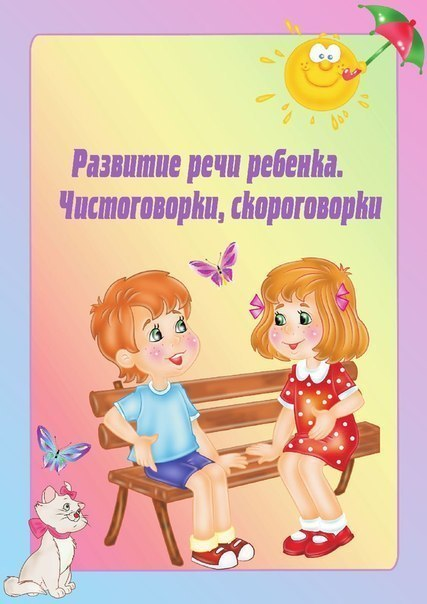 Развитие речи ребенка.
Чистоговорки, скороговорки